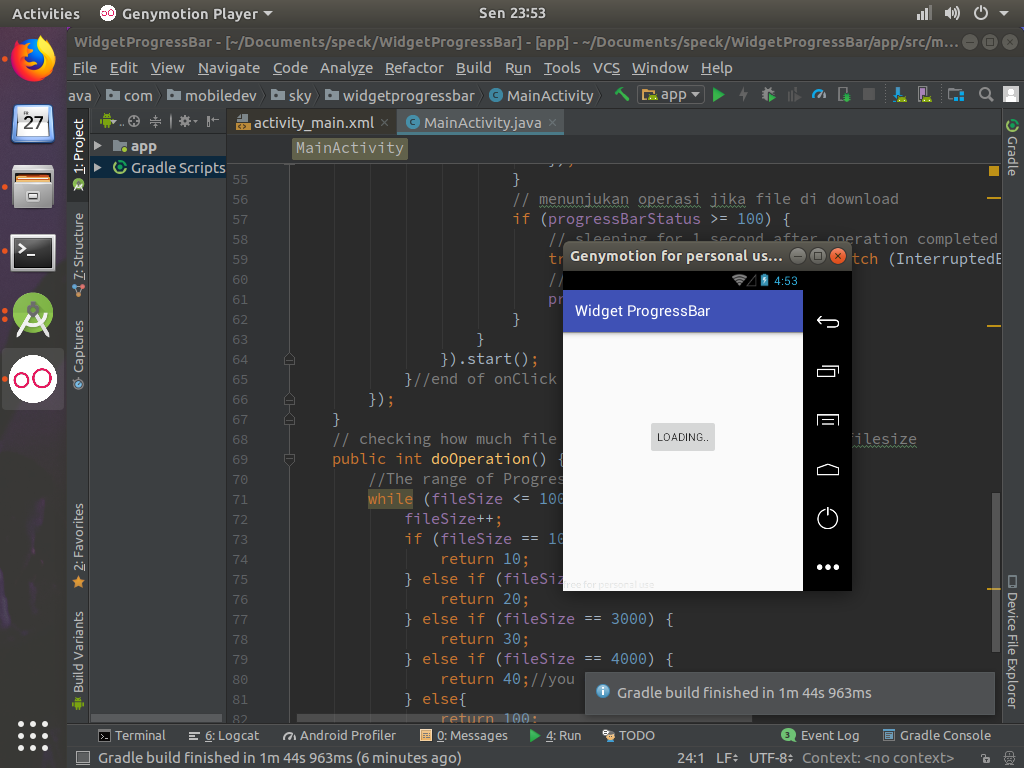 Activities Genymotion Player Sen 23:53
WidgetProgressBar - [~/Documents/speck/WidgetProgressBar] - [app] - ~/Documents/speck/WidgetProgressBar/app/src/m...
File Edit View Navigate Code Analyze Refactor Build Run Tools VCS Window Help
ava com mobiledev sky widgetprogressbar MainActivity app
1: Project
7: Structure
Captures
2: Favorites
Build Variants
app
Gradle Scripts
activity_main.xml MainActivity.java
MainActivity
55 }
56 // menunjukan operasi jika file di download
57 if (progressBarStatus >= 100) {
58 // sleeping for 1 second after operation completed
59 tr tch (InterruptedE
60 //
61 pr
62 }
63 }
64 }).start();
65 }//end of onClick
66 });
67 }
68 // checking how much file filesize
69 public int doOperation() {
70 //The range of Progres
71 while (fileSize <= 100
72 fileSize++;
73 if (fileSize == 10
74 return 10;
75 } else if (fileSiz
76 return 20;
77 } else if (fileSize == 3000) {
78 return 30;
79 } else if (fileSize == 4000) {
80 return 40;//you
81 } else{
82 return 100;
Genymotion for personal us...
4:53
Widget ProgressBar
LOADING..
free for personal use
27
Gradle
Device File Explorer
Gradle build finished in 1m 44s 963ms
Terminal 6: Logcat Android Profiler 0: Messages 4: Run TODO 3 Event Log Gradle Console
Gradle build finished in 1m 44s 963ms (6 minutes ago) 24:1 LF÷ UTF-8÷ Context: <no context>